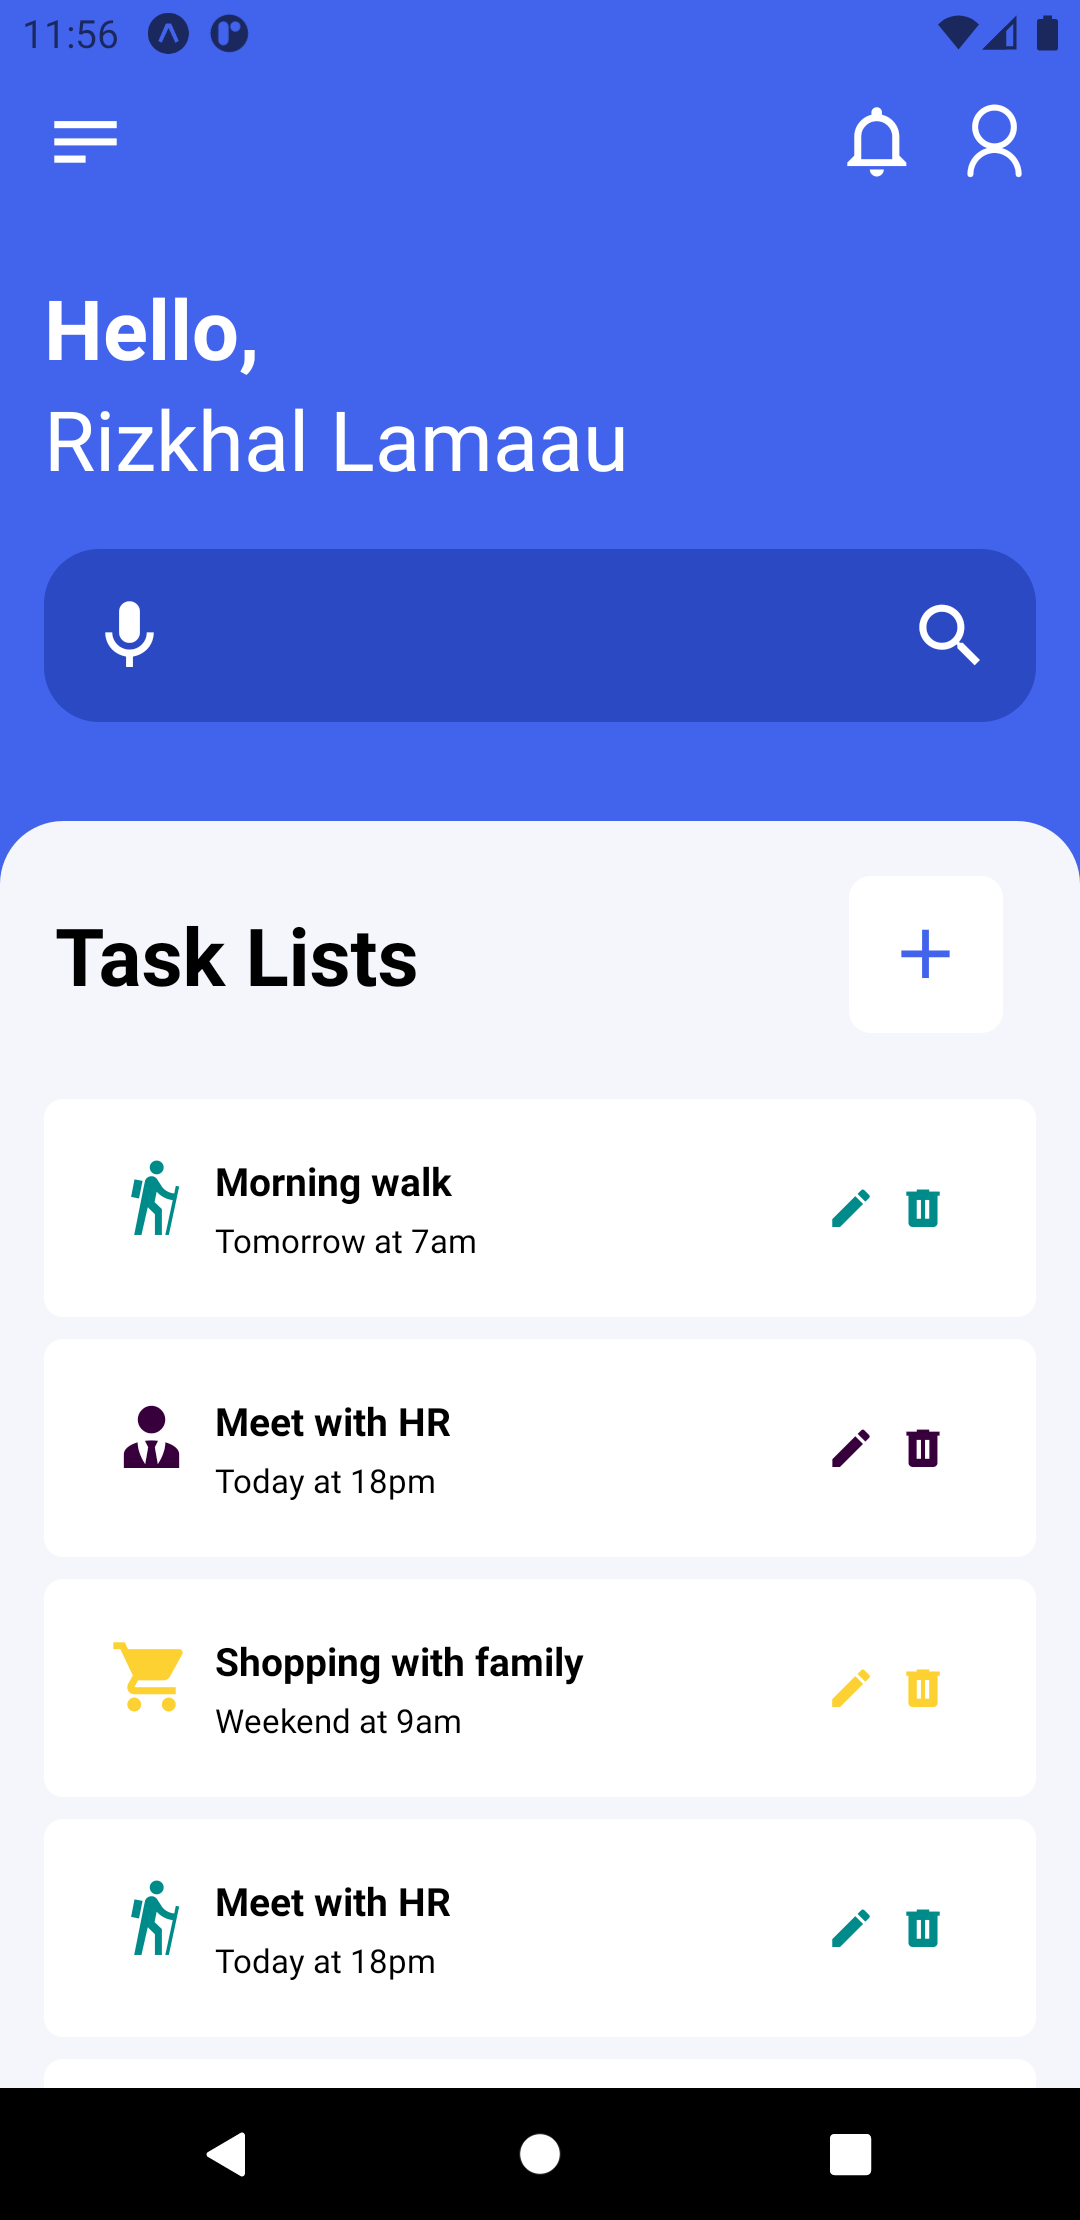 11:56
Hello,
Rizkhal Lamaau
Task Lists
Morning walk
Tomorrow at 7am
Meet with HR
Today at 18pm
Shopping with family
Weekend at 9am
Meet with HR
Today at 18pm